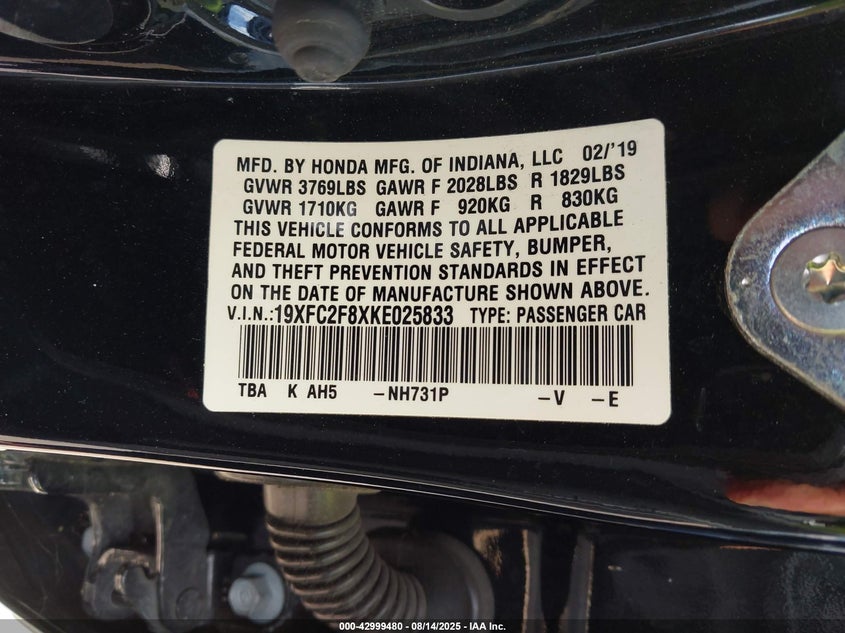 MFD. BY HONDA MFG. OF INDIANA, LLC 02/'19
GVWR 3769LBS GAWR F 2028LBS R 1829LBS
GVWR 1710KG GAWR F 920KG R 830KG
THIS VEHICLE CONFORMS TO ALL APPLICABLE
FEDERAL MOTOR VEHICLE SAFETY, BUMPER,
AND THEFT PREVENTION STANDARDS IN EFFECT
ON THE DATE OF MANUFACTURE SHOWN ABOVE.
V.I.N.:19XFC2F8XKE025833 TYPE: PASSENGER CAR
TBA K AH5 –NH731P –V –E
000-42999480 - 08/14/2025 - IAA Inc.